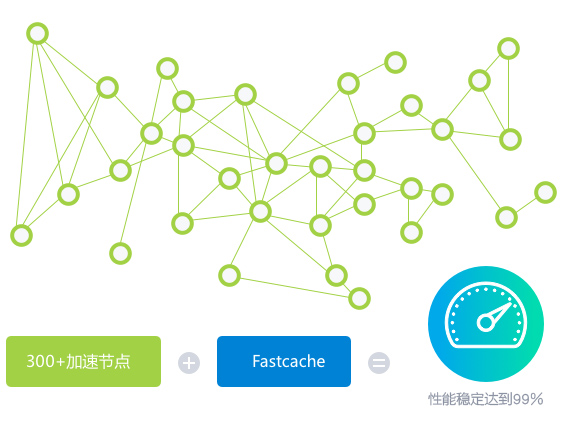 300+加速节点
+
Fastcache
=
性能稳定达到99%